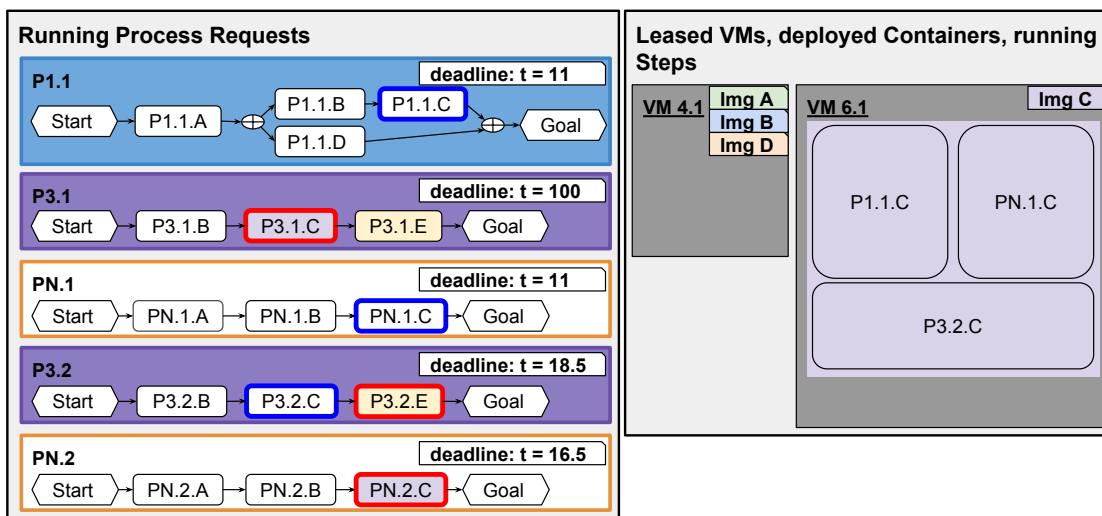 Running Process Requests
P1.1
deadline: t = 11
Start
P1.1.A
P1.1.B
P1.1.C
P1.1.D
Goal
P3.1
deadline: t = 100
Start
P3.1.B
P3.1.C
P3.1.E
Goal
PN.1
deadline: t = 11
Start
PN.1.A
PN.1.B
PN.1.C
Goal
P3.2
deadline: t = 18.5
Start
P3.2.B
P3.2.C
P3.2.E
Goal
PN.2
deadline: t = 16.5
Start
PN.2.A
PN.2.B
PN.2.C
Goal
Leased VMs, deployed Containers, running
Steps
VM 4.1
Img A
Img B
Img D
VM 6.1
Img C
P1.1.C
PN.1.C
P3.2.C